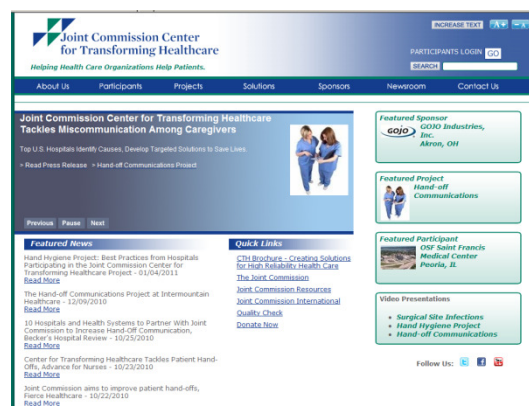 INCREASE TEXT A+ -A
Joint Commission Center
for Transforming Healthcare
Helping Health Care Organizations Help Patients.
PARTICIPANTS LOGIN GO
SEARCH
About Us Participants Projects Solutions Sponsors Newsroom Contact Us
Joint Commission Center for Transforming Healthcare
Tackles Miscommunication Among Caregivers
Top U.S. Hospitals Identify Causes, Develop Targeted Solutions to Save Lives.
> Read Press Release > Hand-off Communications Project
Previous Pause Next
Featured Sponsor
GOJO
GOJO Industries,
Inc.
Akron, OH
Featured Project
Hand-off
Communications
Featured Participant
OSF Saint Francis
Medical Center
Peoria, IL
Video Presentations
Surgical Site Infections
Hand Hygiene Project
Hand-off Communications
Follow Us:
Featured News
Hand Hygiene Project: Best Practices from Hospitals
Participating in the Joint Commission Center for
Transforming Healthcare Project - 01/04/2011
Read More
The Hand-off Communications Project at Intermountain
Healthcare - 12/09/2010
Read More
10 Hospitals and Health Systems to Partner With Joint
Commission to Increase Hand-Off Communication,
Becker's Hospital Review - 10/25/2010
Read More
Center for Transforming Healthcare Tackles Patient Hand-
Offs, Advance for Nurses - 10/23/2010
Read More
Joint Commission aims to improve patient hand-offs,
Fierce Healthcare - 10/22/2010
Read More
Quick Links
CTH Brochure - Creating Solutions
for High Reliability Health Care
The Joint Commission
Joint Commission Resources
Joint Commission International
Quality Check
Donate Now